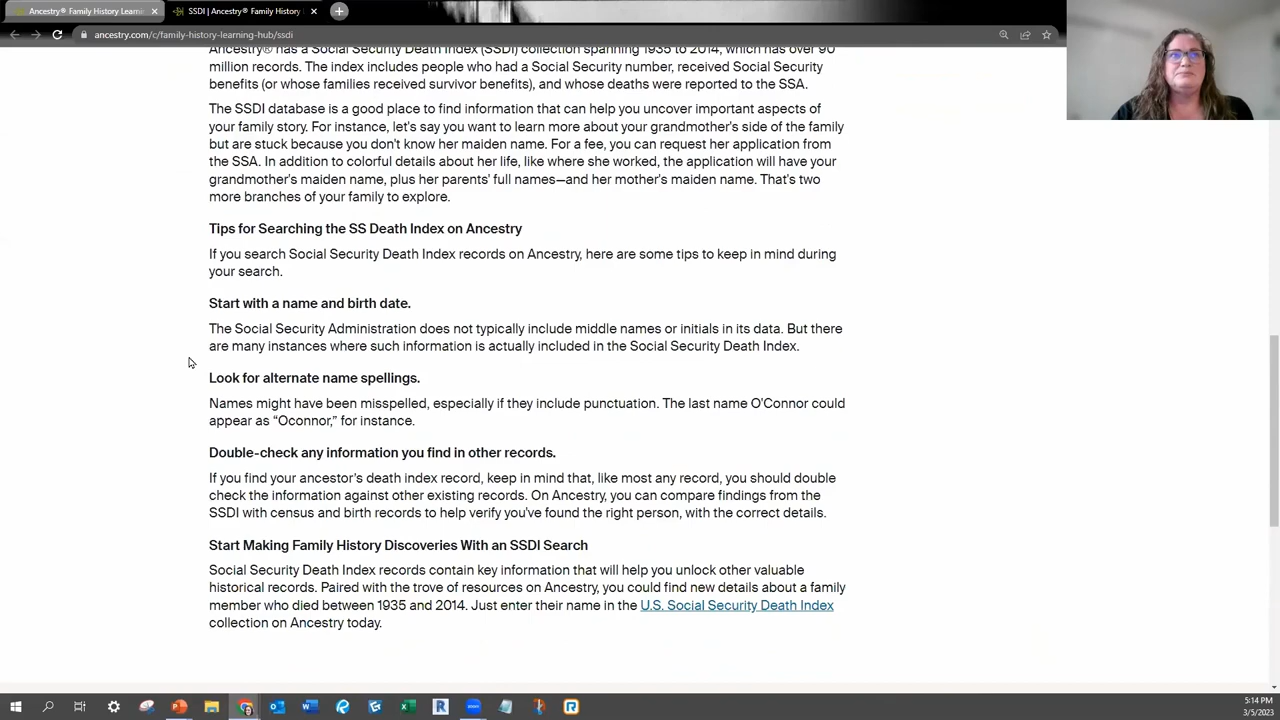 Ancestry® Family History Learni
SSDI | Ancestry® Family History L
ancestry.com/c/family-history-learning-hub/ssdi
Ancestry® has a Social Security Death Index (SSDI) collection spanning 1935 to 2014, which has over 90
million records. The index includes people who had a Social Security number, received Social Security
benefits (or whose families received survivor benefits), and whose deaths were reported to the SSA.
The SSDI database is a good place to find information that can help you uncover important aspects of
your family story. For instance, let's say you want to learn more about your grandmother's side of the family
but are stuck because you don't know her maiden name. For a fee, you can request her application from
the SSA. In addition to colorful details about her life, like where she worked, the application will have your
grandmother's maiden name, plus her parents' full names—and her mother's maiden name. That's two
more branches of your family to explore.
Tips for Searching the SS Death Index on Ancestry
If you search Social Security Death Index records on Ancestry, here are some tips to keep in mind during
your search.
Start with a name and birth date.
The Social Security Administration does not typically include middle names or initials in its data. But there
are many instances where such information is actually included in the Social Security Death Index.
Look for alternate name spellings.
Names might have been misspelled, especially if they include punctuation. The last name O'Connor could
appear as “Oconnor,” for instance.
Double-check any information you find in other records.
If you find your ancestor's death index record, keep in mind that, like most any record, you should double
check the information against other existing records. On Ancestry, you can compare findings from the
SSDI with census and birth records to help verify you've found the right person, with the correct details.
Start Making Family History Discoveries With an SSDI Search
Social Security Death Index records contain key information that will help you unlock other valuable
historical records. Paired with the trove of resources on Ancestry, you could find new details about a family
member who died between 1935 and 2014. Just enter their name in the U.S. Social Security Death Index
collection on Ancestry today.
5:14 PM
3/5/2023